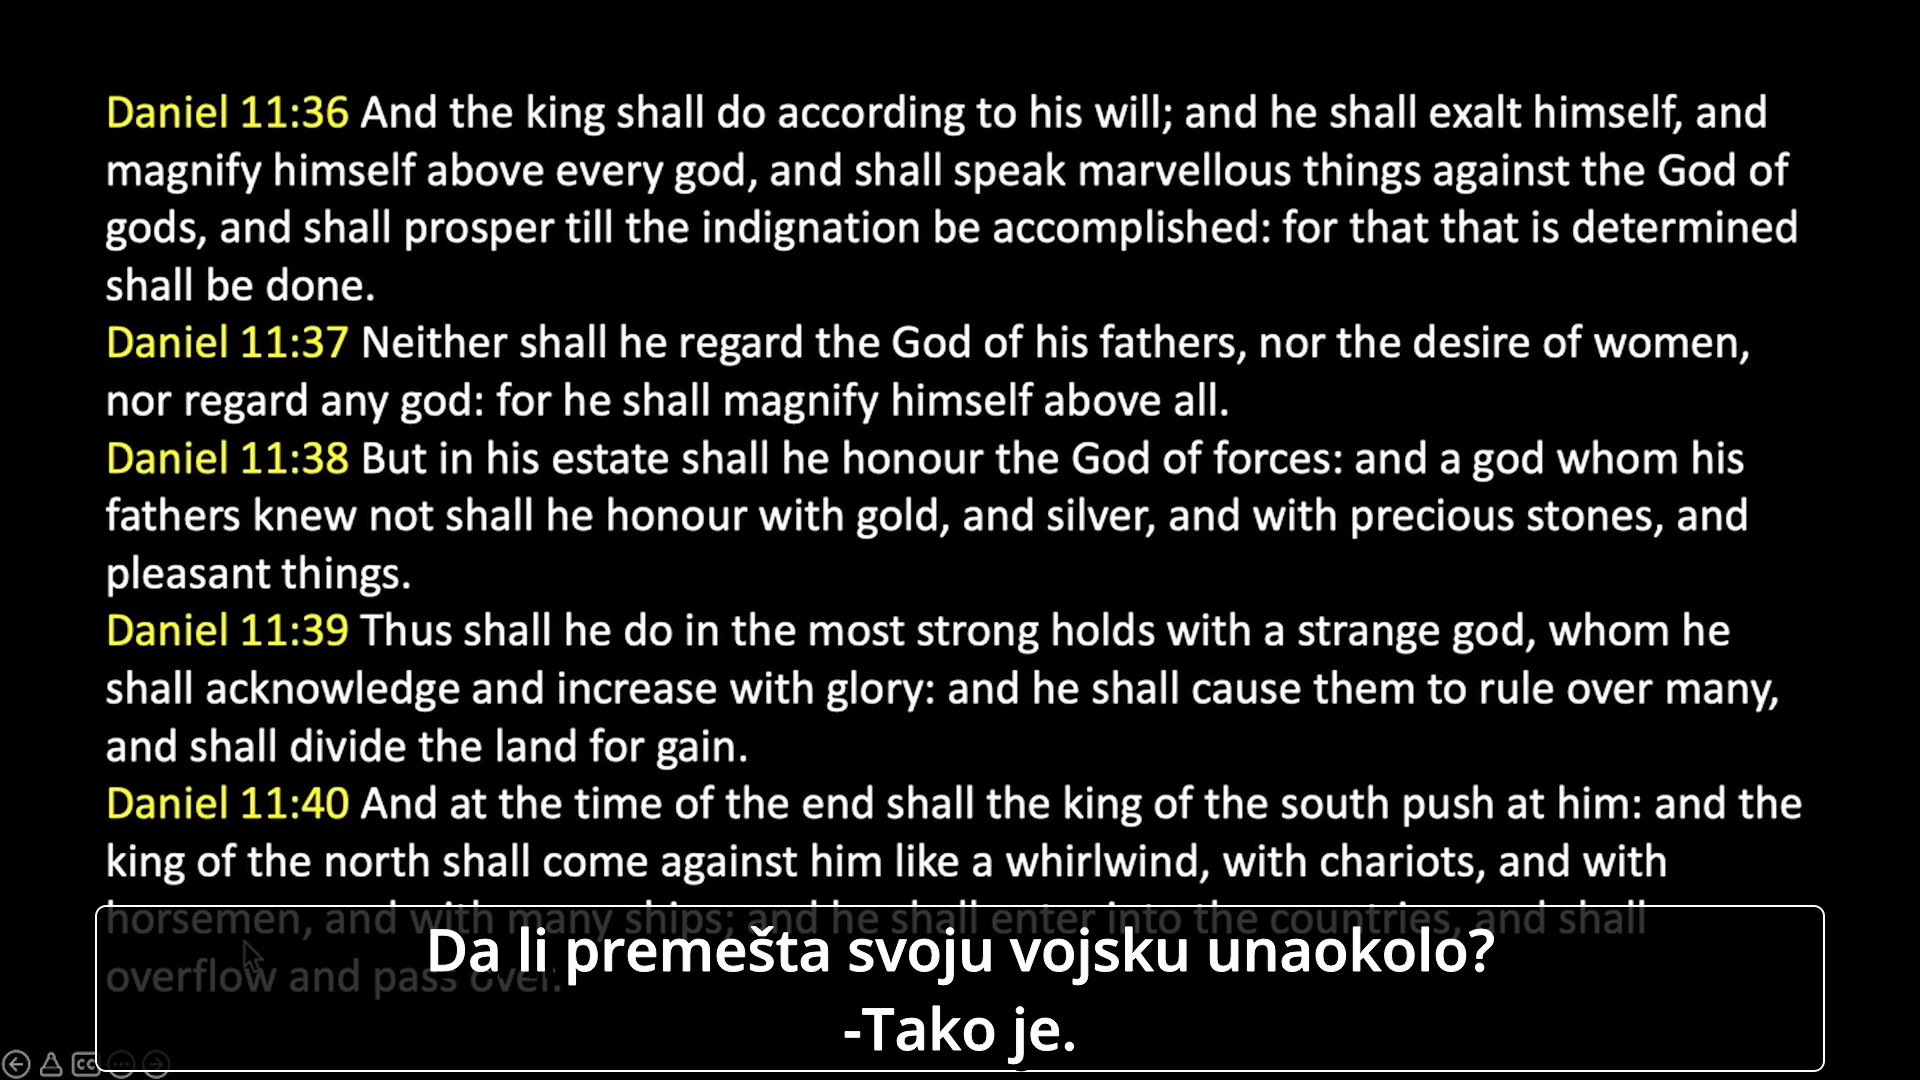 Daniel 11:36 And the king shall do according to his will; and he shall exalt himself, and
magnify himself above every god, and shall speak marvellous things against the God of
gods, and shall prosper till the indignation be accomplished: for that that is determined
shall be done.
Daniel 11:37 Neither shall he regard the God of his fathers, nor the desire of women,
nor regard any god: for he shall magnify himself above all.
Daniel 11:38 But in his estate shall he honour the God of forces: and a god whom his
fathers knew not shall he honour with gold, and silver, and with precious stones, and
pleasant things.
Daniel 11:39 Thus shall he do in the most strong holds with a strange god, whom he
shall acknowledge and increase with glory: and he shall cause them to rule over many,
and shall divide the land for gain.
Daniel 11:40 And at the time of the end shall the king of the south push at him: and the
king of the north shall come against him like a whirlwind, with chariots, and with
horsemen, and with many ships; and he shall enter into the countries, and shall
overflow and pass over.
Da li premešta svoju vojsku unaokolo?
-Tako je.
CC